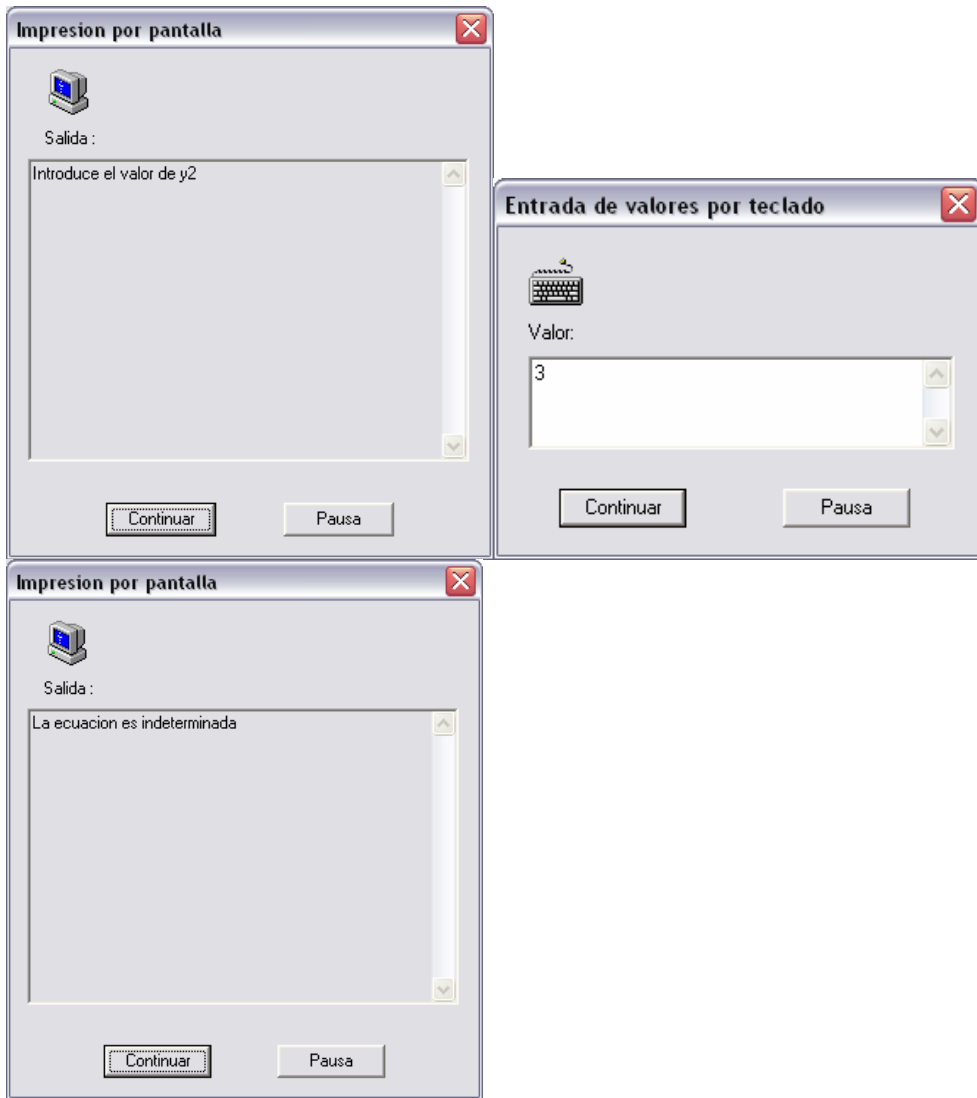 Impresion por pantalla
Salida :
Introduce el valor de y2
Continuar
Pausa
Entrada de valores por teclado
Valor:
3
Continuar
Pausa
Impresion por pantalla
Salida :
La ecuacion es indeterminada
Continuar
Pausa